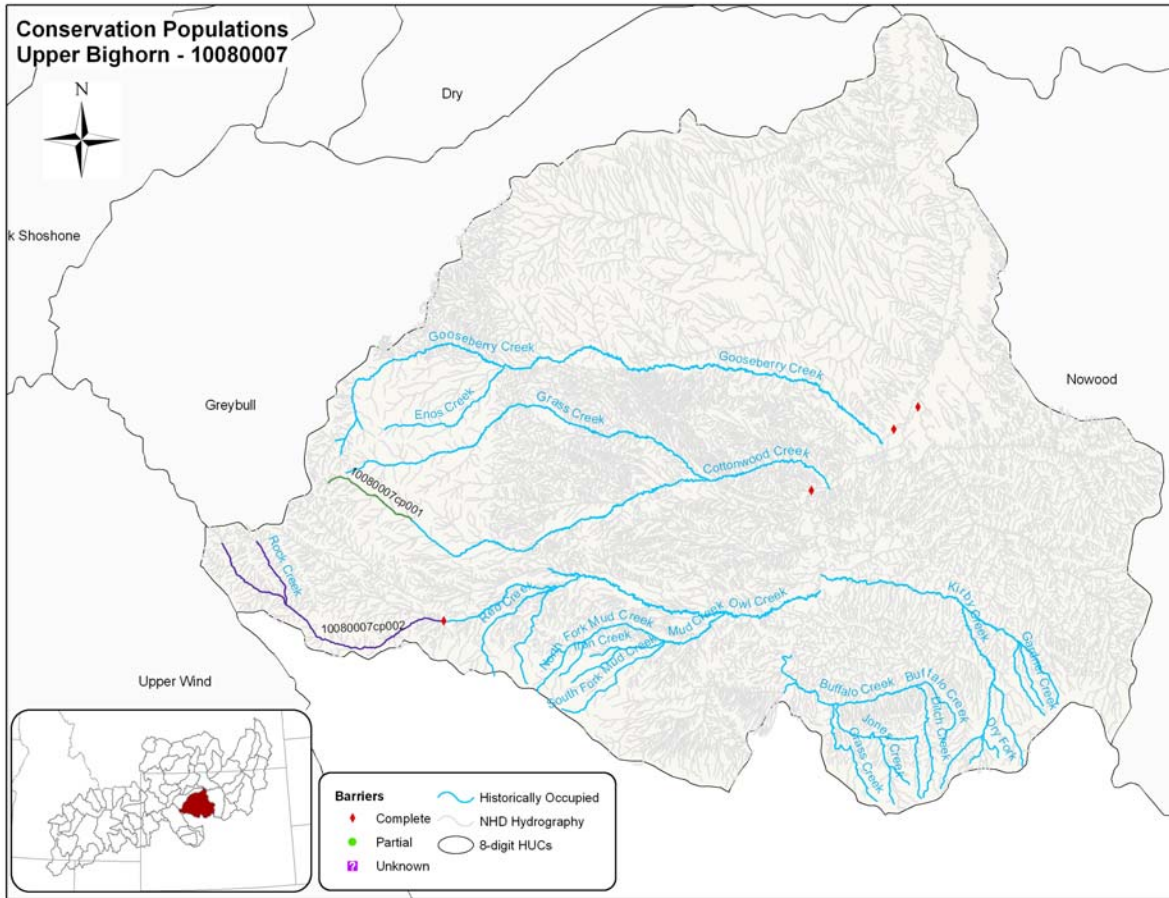 Conservation Populations
Upper Bighorn - 10080007
N
Dry
k Shoshone
Greybull
Nowood
Upper Wind
Gooseberry Creek
Gooseberry Creek
Enos Creek
Grass Creek
Cottonwood Creek
10080007cp001
Rock Creek
10080007cp002
Red Creek
North Fork Mud Creek
Mud Creek
Owl Creek
South Fork Mud Creek
Kirby Creek
Gardner Creek
Buffalo Creek
Buffalo Creek
Ditch Creek
Jones Creek
Grass Creek
Dry Fork
Barriers
Complete
Partial
? Unknown
Historically Occupied
NHD Hydrography
8-digit HUCs